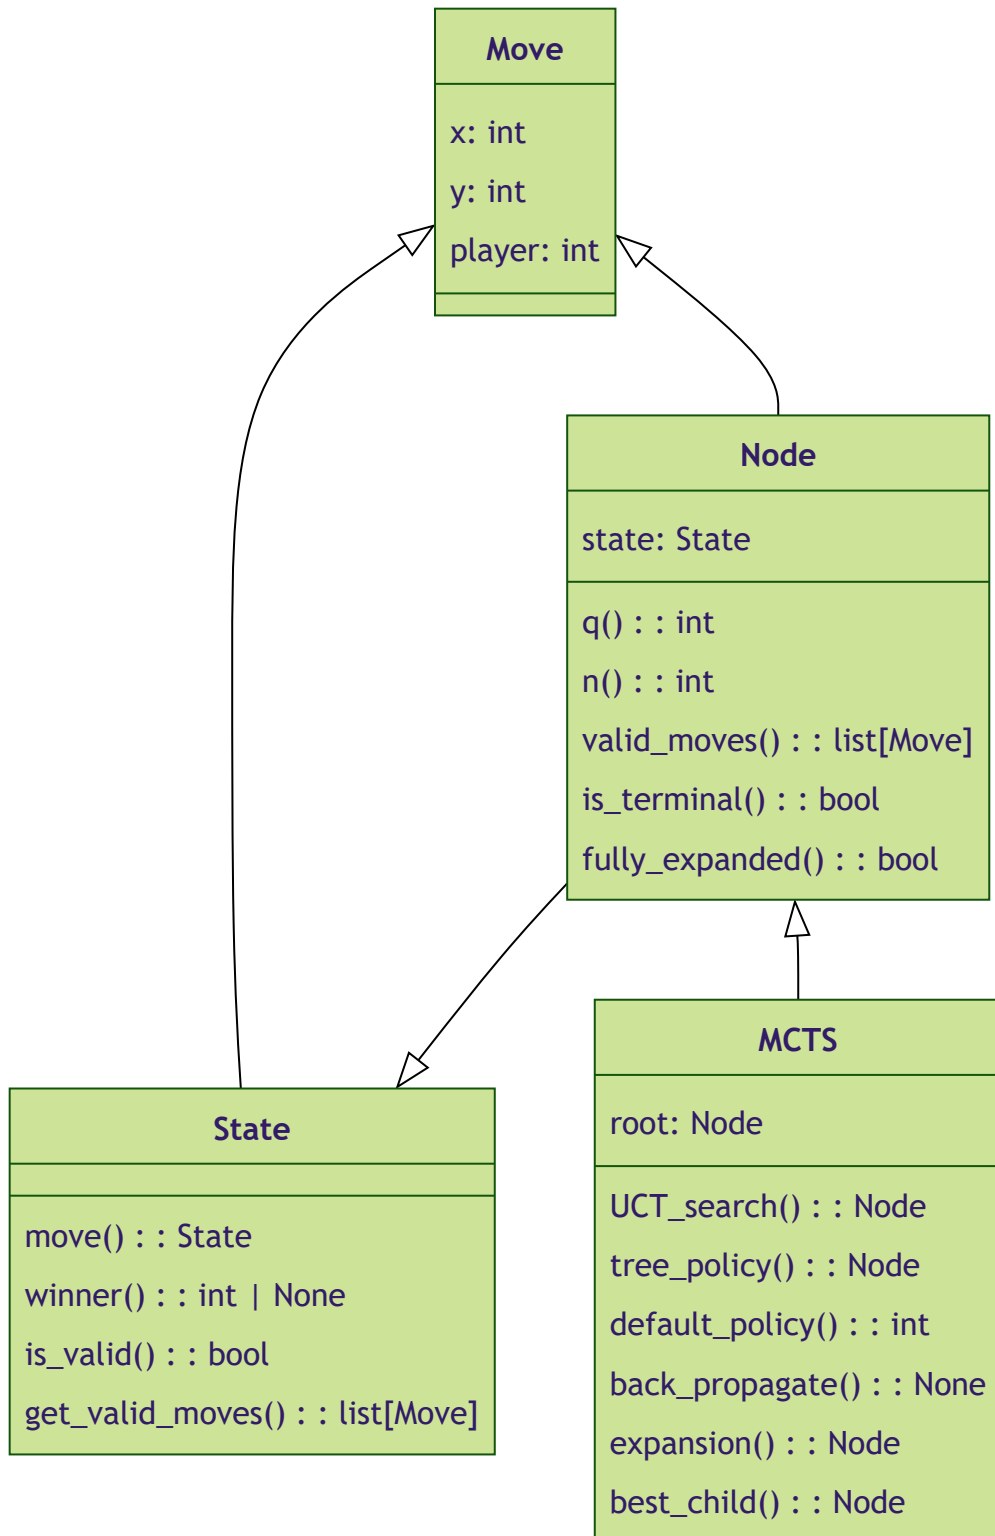 Move
x: int
y: int
player: int
Node
state: State
q() : : int
n() : : int
valid_moves() : : list[Move]
is_terminal() : : bool
fully_expanded() : : bool
State
move() : : State
winner() : : int | None
is_valid() : : bool
get_valid_moves() : : list[Move]
MCTS
root: Node
UCT_search() : : Node
tree_policy() : : Node
default_policy() : : int
back_propagate() : : None
expansion() : : Node
best_child() : : Node